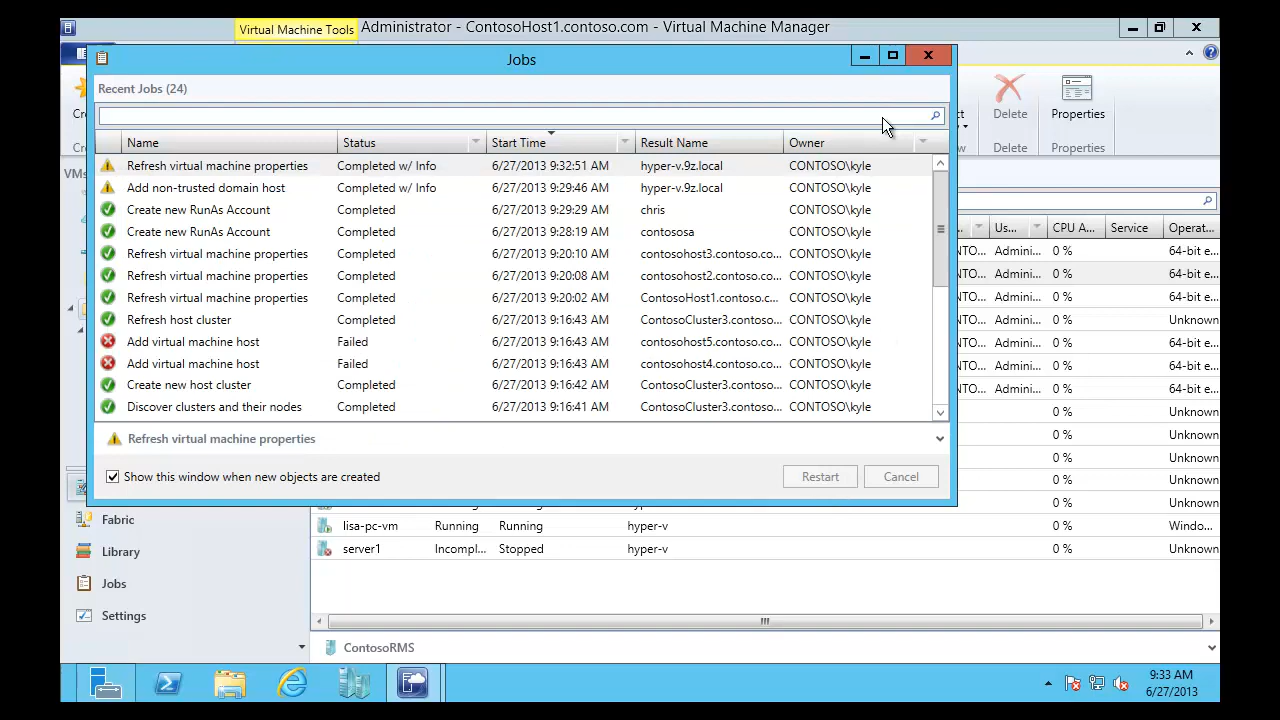 Virtual Machine Tools Administrator - ContosoHost1.contoso.com - Virtual Machine Manager
Jobs
Recent Jobs (24)
Delete Properties
Delete Properties
Name Status Start Time Result Name Owner
Refresh virtual machine properties Completed w/ Info 6/27/2013 9:32:51 AM hyper-v.9z.local CONTOSO\kyle
Add non-trusted domain host Completed w/ Info 6/27/2013 9:29:46 AM hyper-v.9z.local CONTOSO\kyle
Create new RunAs Account Completed 6/27/2013 9:29:29 AM chris CONTOSO\kyle
Create new RunAs Account Completed 6/27/2013 9:28:19 AM contososa CONTOSO\kyle
Refresh virtual machine properties Completed 6/27/2013 9:20:10 AM contosohost3.contoso.co... CONTOSO\kyle
Refresh virtual machine properties Completed 6/27/2013 9:20:08 AM contosohost2.contoso.co... CONTOSO\kyle
Refresh virtual machine properties Completed 6/27/2013 9:20:02 AM ContosoHost1.contoso.c... CONTOSO\kyle
Refresh host cluster Completed 6/27/2013 9:16:43 AM ContosoCluster3.contoso... CONTOSO\kyle
Add virtual machine host Failed 6/27/2013 9:16:43 AM contosohost5.contoso.co... CONTOSO\kyle
Add virtual machine host Failed 6/27/2013 9:16:43 AM contosohost4.contoso.co... CONTOSO\kyle
Create new host cluster Completed 6/27/2013 9:16:42 AM ContosoCluster3.contoso... CONTOSO\kyle
Discover clusters and their nodes Completed 6/27/2013 9:16:41 AM ContosoCluster3.contoso... CONTOSO\kyle
Refresh virtual machine properties
Show this window when new objects are created Restart Cancel
Us... CPU A... Service Operat...
Admini... 0 % 64-bit e...
Admini... 0 % 64-bit e...
Admini... 0 % 64-bit e...
Admini... 0 % Unknown
Admini... 0 % 64-bit e...
Admini... 0 % 64-bit e...
Admini... 0 % 64-bit e...
0 % Unknown
0 % Unknown
0 % Unknown
0 % Unknown
0 % Unknown
lisa-pc-vm Running Running hyper-v 0 % Windo...
server1 Incompl... Stopped hyper-v 0 % Unknown
Fabric
Library
Jobs
Settings
ContosoRMS
9:33 AM
6/27/2013